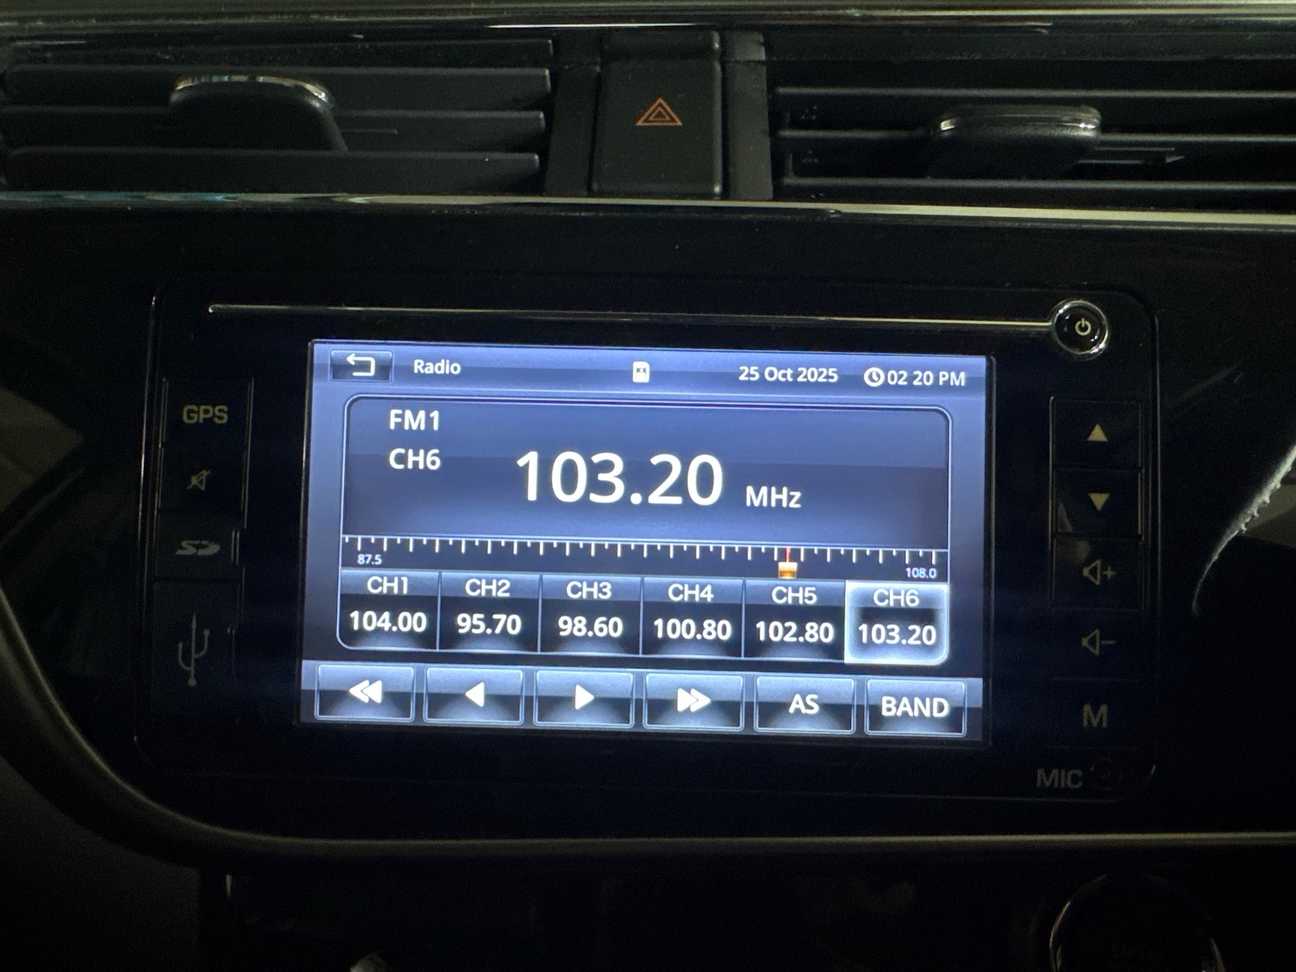 Radio 25 Oct 2025 02 20 PM
GPS
FM1
CH6
103.20 MHz
87.5 108.0
CH1 CH2 CH3 CH4 CH5 CH6
104.00 95.70 98.60 100.80 102.80 103.20
AS BAND
M
MIC